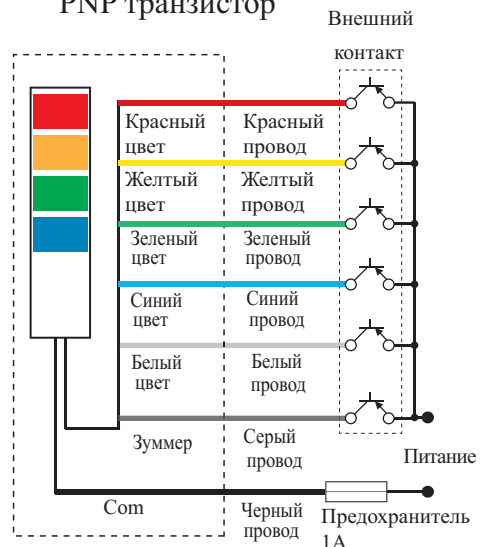 PNP транзистор
Внешний
контакт
Красный
цвет
Красный
провод
Желтый
цвет
Желтый
провод
Зеленый
цвет
Зеленый
провод
Синий
цвет
Синий
провод
Белый
цвет
Белый
провод
Зуммер
Серый
провод
Питание
Com
Черный
провод
Предохранитель
1A